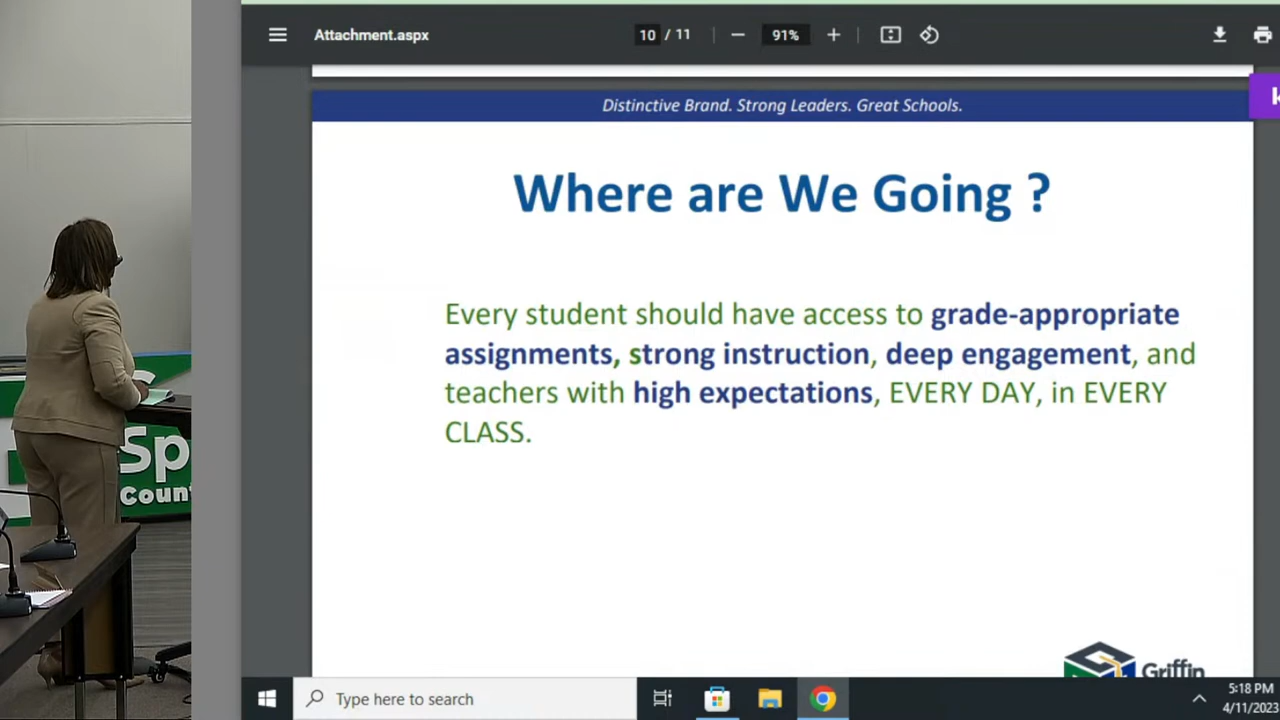 Attachment.aspx
10 / 11
91%
Distinctive Brand. Strong Leaders. Great Schools.
Where are We Going ?
Every student should have access to grade-appropriate
assignments, strong instruction, deep engagement, and
teachers with high expectations, EVERY DAY, in EVERY
CLASS.
Griffin
Sp
Coun
Type here to search
5:18 PM
4/11/2023